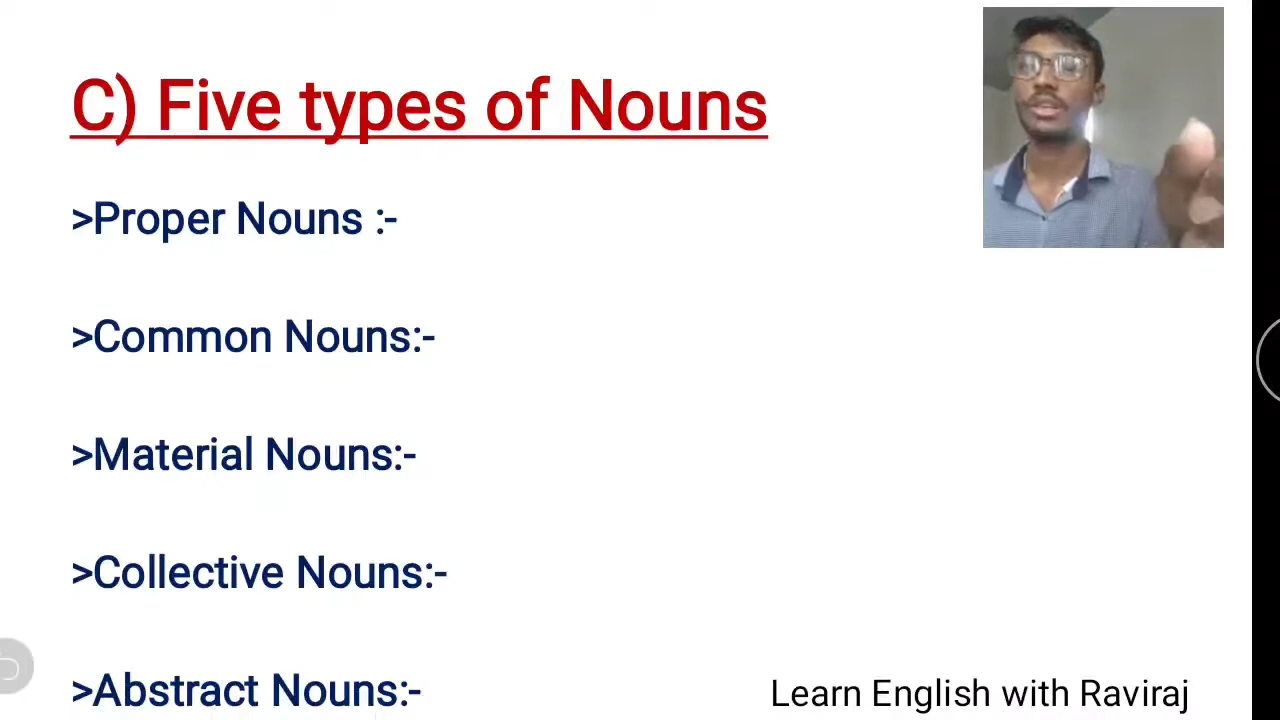 C) Five types of Nouns
>Proper Nouns :-
>Common Nouns:-
>Material Nouns:-
>Collective Nouns:-
>Abstract Nouns:-
Learn English with Raviraj